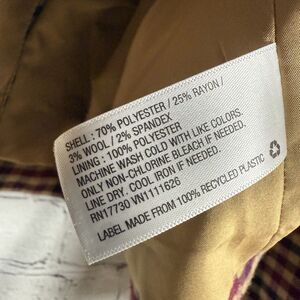 SHELL : 70% POLYESTER / 25% RAYON /
3% WOOL / 2% SPANDEX
LINING : 100% POLYESTER
MACHINE WASH COLD WITH LIKE COLORS.
ONLY NON-CHLORINE BLEACH IF NEEDED.
LINE DRY. COOL IRON IF NEEDED.
RN17730 VN1111626
LABEL MADE FROM 100% RECYCLED PLASTIC